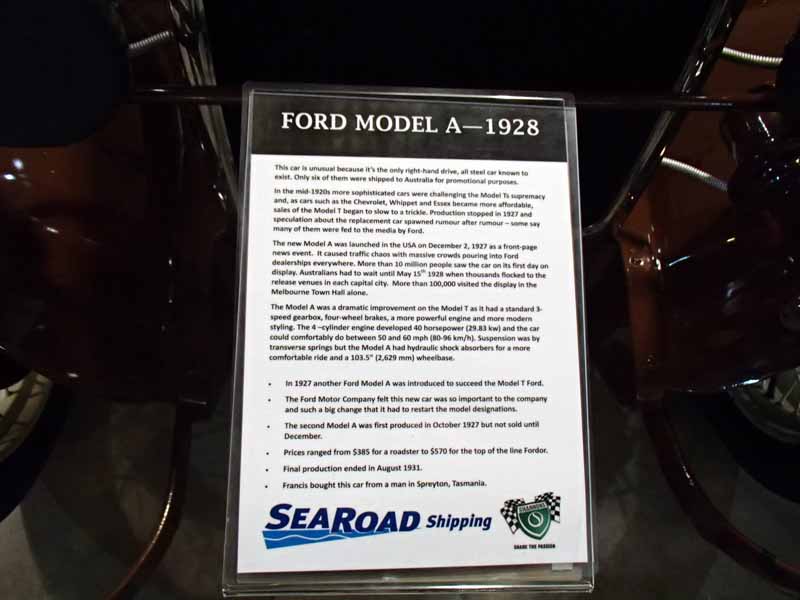 FORD MODEL A—1928
This car is unusual because it's the only right-hand drive, all steel car known to
exist. Only six of them were shipped to Australia for promotional purposes.
In the mid-1920s more sophisticated cars were challenging the Model Ts supremacy
and, as cars such as the Chevrolet, Whippet and Essex became more affordable,
sales of the Model T began to slow to a trickle. Production stopped in 1927 and
speculation about the replacement car spawned rumour after rumour – some say
many of them were fed to the media by Ford.
The new Model A was launched in the USA on December 2, 1927 as a front-page
news event. It caused traffic chaos with massive crowds pouring into Ford
dealerships everywhere. More than 10 million people saw the car on its first day on
display. Australians had to wait until May 15th 1928 when thousands flocked to the
release venues in each capital city. More than 100,000 visited the display in the
Melbourne Town Hall alone.
The Model A was a dramatic improvement on the Model T as it had a standard 3-
speed gearbox, four-wheel brakes, a more powerful engine and more modern
styling. The 4 –cylinder engine developed 40 horsepower (29.83 kw) and the car
could comfortably do between 50 and 60 mph (80-96 km/h). Suspension was by
transverse springs but the Model A had hydraulic shock absorbers for a more
comfortable ride and a 103.5" (2,629 mm) wheelbase.
• In 1927 another Ford Model A was introduced to succeed the Model T Ford.
• The Ford Motor Company felt this new car was so important to the company
and such a big change that it had to restart the model designations.
• The second Model A was first produced in October 1927 but not sold until
December.
• Prices ranged from $385 for a roadster to $570 for the top of the line Fordor.
• Final production ended in August 1931.
• Francis bought this car from a man in Spreyton, Tasmania.
SEAROAD Shipping
SHANNONS
SHARE THE PASSION